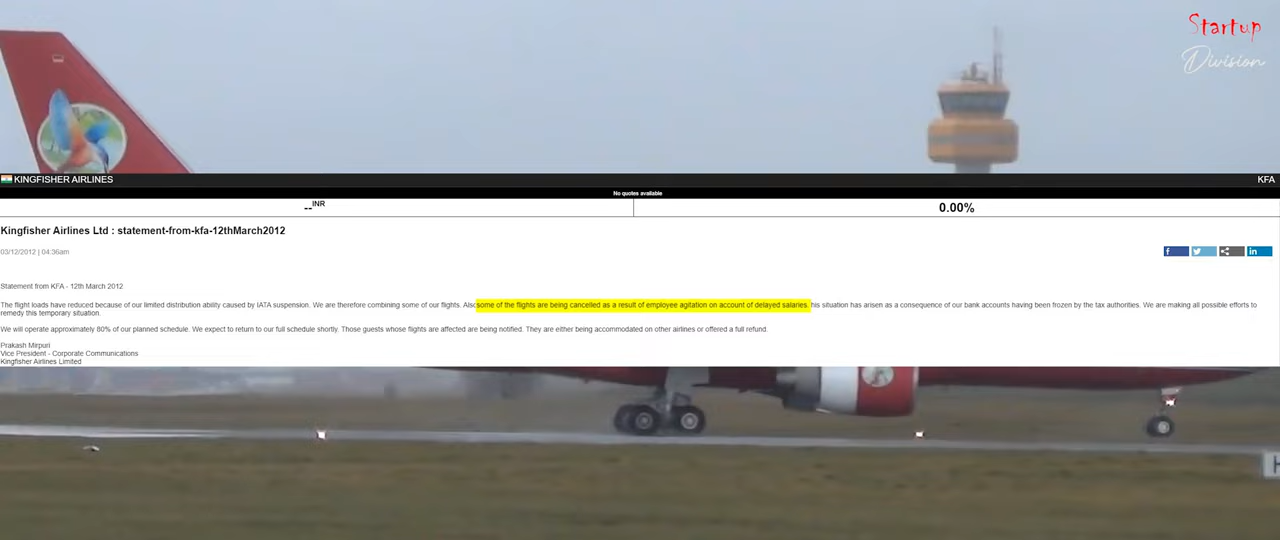 Startup
Division
KINGFISHER AIRLINES
KFA
No quotes available
--INR
0.00%
Kingfisher Airlines Ltd : statement-from-kfa-12thMarch2012
03/12/2012 | 04:36am
Statement from KFA - 12th March 2012
The flight loads have reduced because of our limited distribution ability caused by IATA suspension. We are therefore combining some of our flights. Also some of the flights are being cancelled as a result of employee agitation on account of delayed salaries. his situation has arisen as a consequence of our bank accounts having been frozen by the tax authorities. We are making all possible efforts to
remedy this temporary situation.
We will operate approximately 80% of our planned schedule. We expect to return to our full schedule shortly. Those guests whose flights are affected are being notified. They are either being accommodated on other airlines or offered a full refund.
Prakash Mirpuri
Vice President - Corporate Communications
Kingfisher Airlines Limited
H